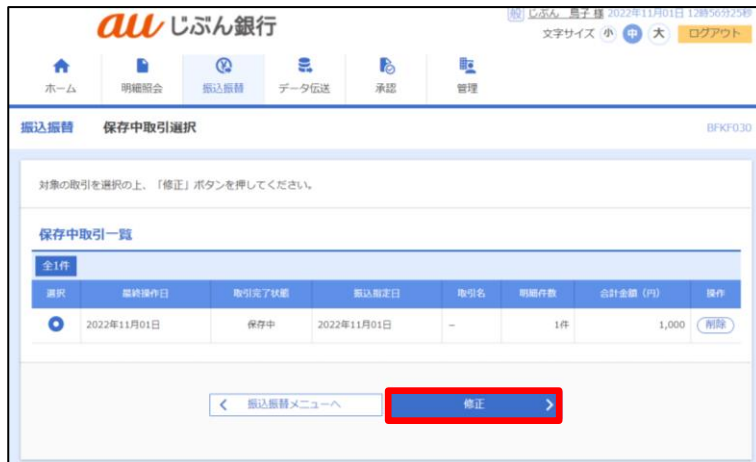 au じぶん銀行
般 じぶん 鳥子 様 2022年11月01日 12時56分25秒
文字サイズ 小 中 大 ログアウト
ホーム 明細照会 振込振替 データ伝送 承認 管理
振込振替 保存中取引選択 BFKF030
対象の取引を選択の上、「修正」ボタンを押してください。
保存中取引一覧
全1件
選択 最終操作日 取引完了状態 振込指定日 取引名 明細件数 合計金額（円） 操作
2022年11月01日 保存中 2022年11月01日 － 1件 1,000 削除
振込振替メニューへ 修正